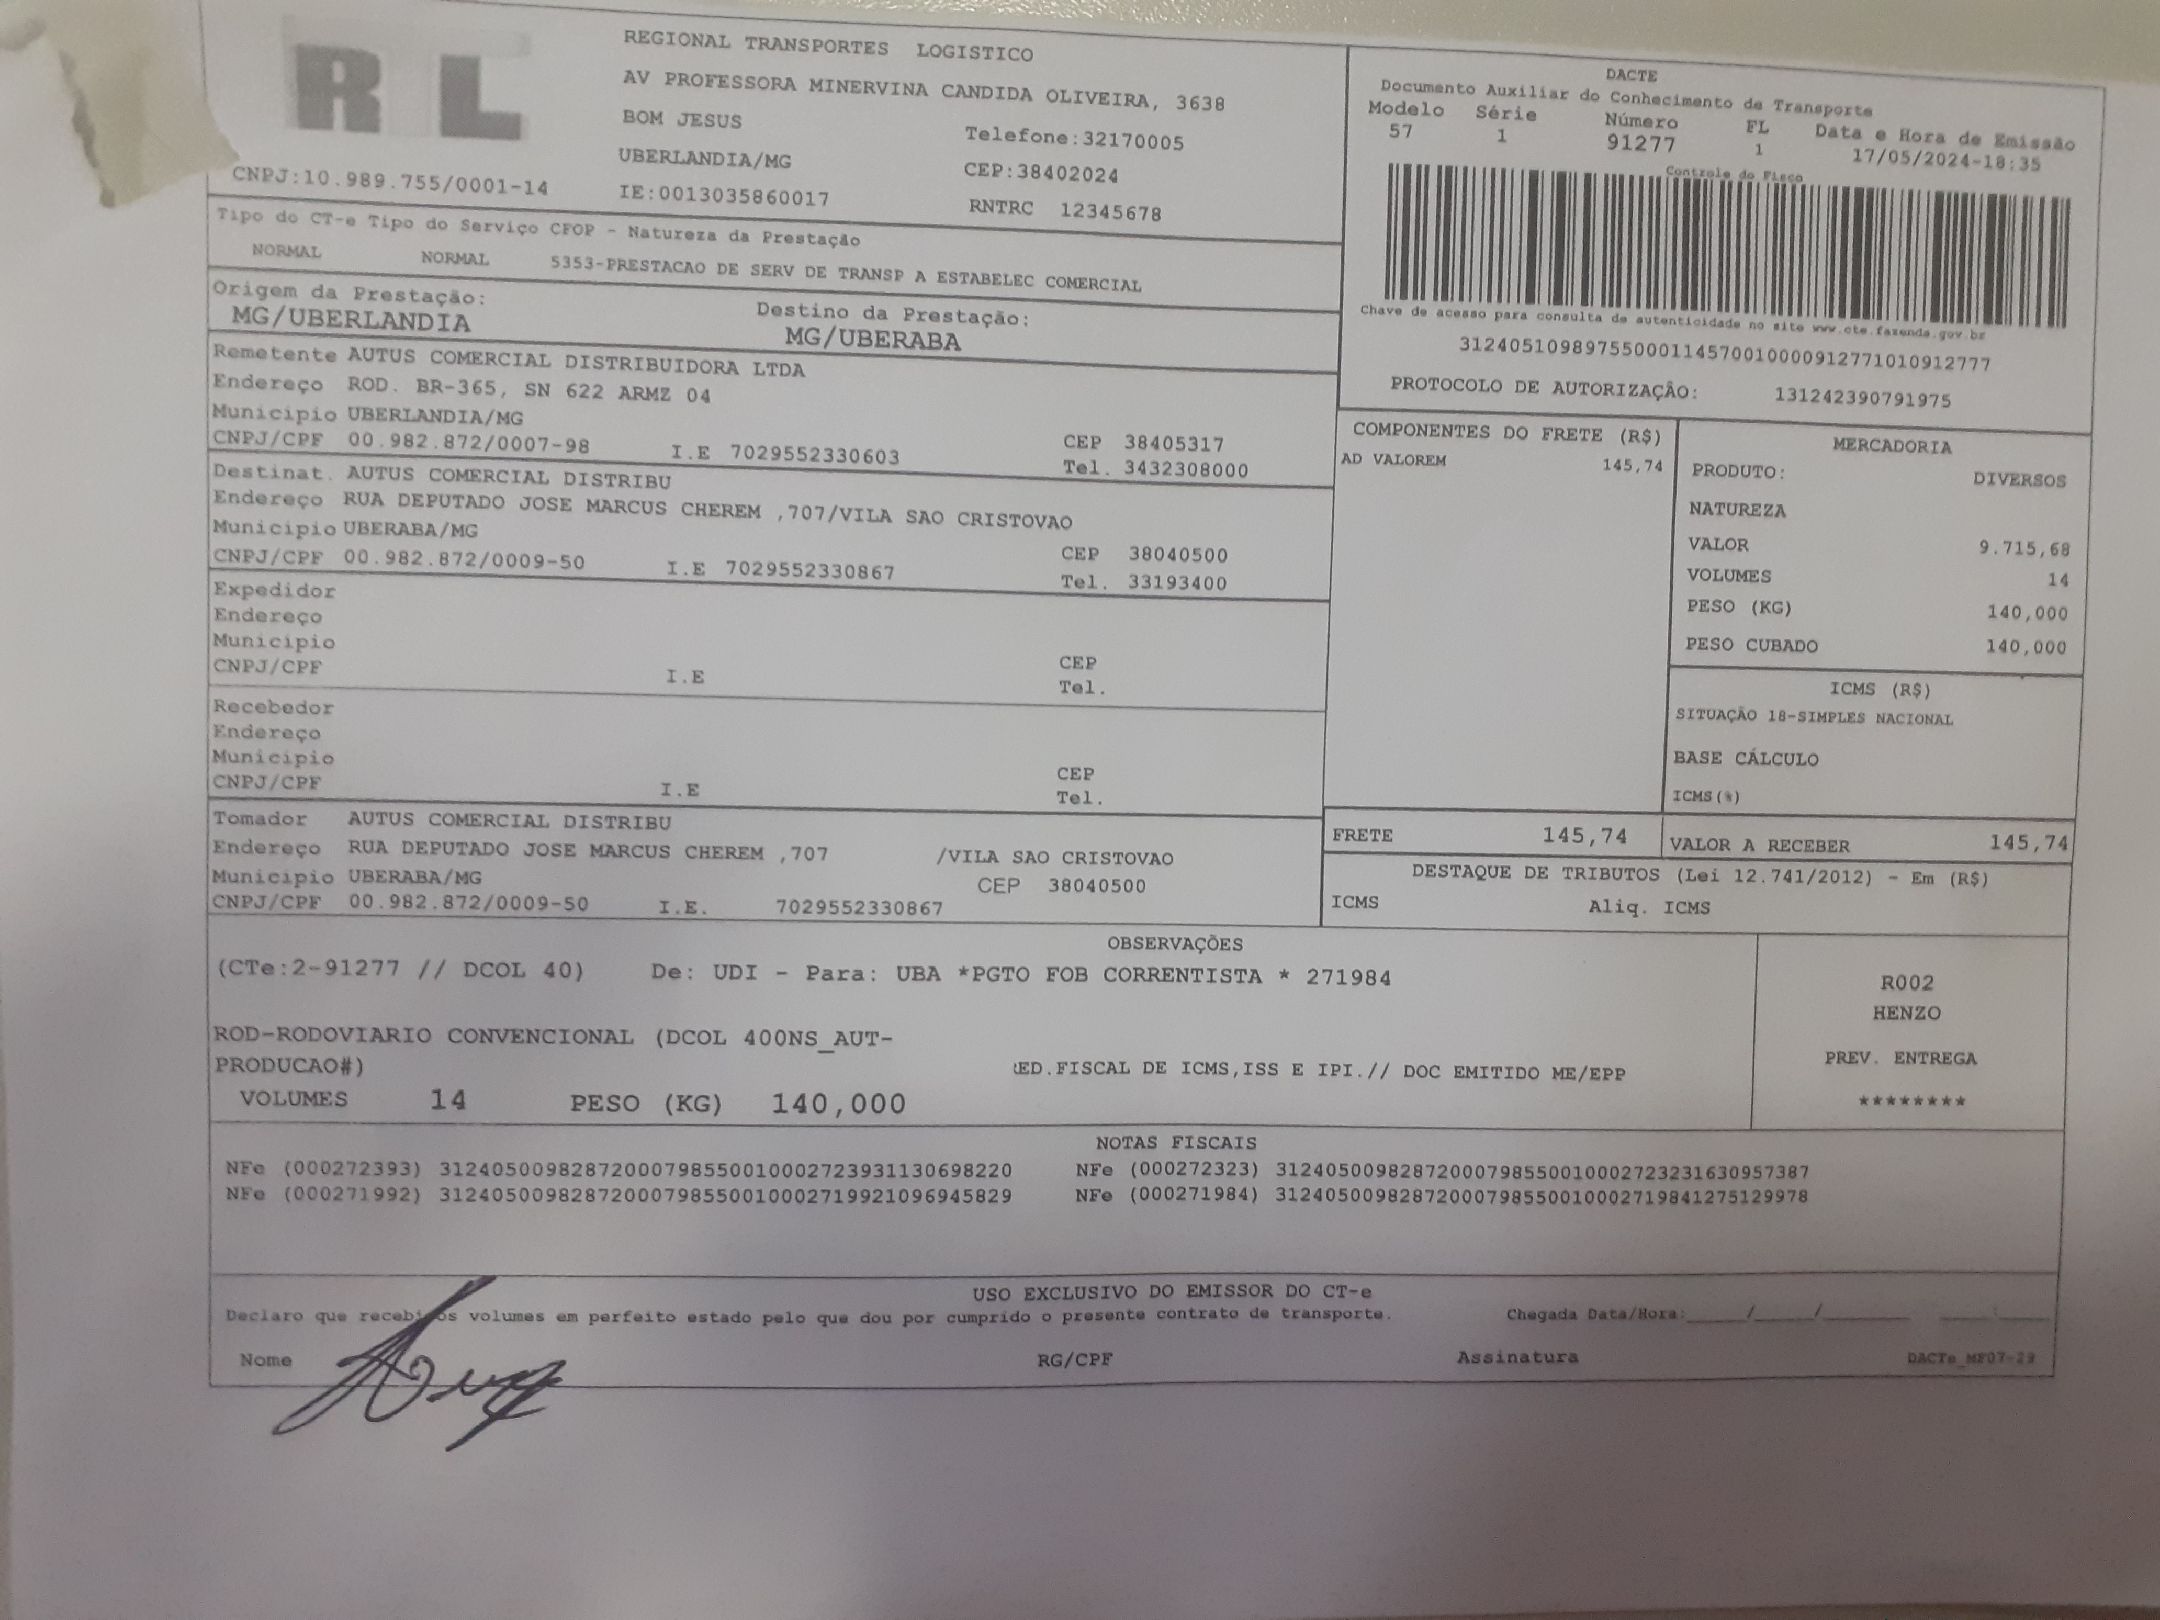 RL
REGIONAL TRANSPORTES LOGISTICO
AV PROFESSORA MINERVINA CANDIDA OLIVEIRA, 3638
BOM JESUS
Telefone:32170005
UBERLANDIA/MG
CEP:38402024
CNPJ:10.989.755/0001-14
IE:0013035860017
RNTRC 12345678
DACTE
Documento Auxiliar do Conhecimento de Transporte
Modelo Série Número FL Data e Hora de Emissão
57 1 91277 1 17/05/2024-18:35
Controle do Fisco
Chave de acesso para consulta de autenticidade no site www.cte.fazenda.gov.br
31240510989755000114570010000912771010912777
PROTOCOLO DE AUTORIZAÇÂO: 131242390791975
Tipo do CT-e Tipo do Serviço CFOP - Natureza da Prestação
NORMAL NORMAL 5353-PRESTACAO DE SERV DE TRANSP A ESTABELEC COMERCIAL
Origem da Prestação: Destino da Prestação:
MG/UBERLANDIA MG/UBERABA
Remetente AUTUS COMERCIAL DISTRIBUIDORA LTDA
Endereço ROD. BR-365, SN 622 ARMZ 04
Municipio UBERLANDIA/MG
CEP 38405317
CNPJ/CPF 00.982.872/0007-98 I.E 7029552330603 Tel. 3432308000
Destinat. AUTUS COMERCIAL DISTRIBU
Endereço RUA DEPUTADO JOSE MARCUS CHEREM ,707/VILA SAO CRISTOVAO
Municipio UBERABA/MG
CEP 38040500
CNPJ/CPF 00.982.872/0009-50 I.E 7029552330867 Tel. 33193400
Expedidor
Endereço
Municipio
CNPJ/CPF I.E CEP
Tel.
Recebedor
Endereço
Municipio
CNPJ/CPF I.E CEP
Tel.
Tomador AUTUS COMERCIAL DISTRIBU
Endereço RUA DEPUTADO JOSE MARCUS CHEREM ,707 /VILA SAO CRISTOVAO
Municipio UBERABA/MG CEP 38040500
CNPJ/CPF 00.982.872/0009-50 I.E. 7029552330867
COMPONENTES DO FRETE (R$)
AD VALOREM 145,74
MERCADORIA
PRODUTO: DIVERSOS
NATUREZA
VALOR 9.715,68
VOLUMES 14
PESO (KG) 140,000
PESO CUBADO 140,000
ICMS (R$)
SITUAÇÃO 18-SIMPLES NACIONAL
BASE CÁLCULO
ICMS(%)
FRETE 145,74 VALOR A RECEBER 145,74
DESTAQUE DE TRIBUTOS (Lei 12.741/2012) - Em (R$)
ICMS Aliq. ICMS
OBSERVAÇÕES
(CTe:2-91277 // DCOL 40) De: UDI - Para: UBA *PGTO FOB CORRENTISTA * 271984
ROD-RODOVIARIO CONVENCIONAL (DCOL 400NS_AUT-
PRODUCAO#) ED.FISCAL DE ICMS,ISS E IPI.// DOC EMITIDO ME/EPP
VOLUMES 14 PESO (KG) 140,000
R002
HENZO
PREV. ENTREGA
********
NOTAS FISCAIS
NFe (000272393) 31240500982872000798550010002723931130698220 NFe (000272323) 31240500982872000798550010002723231630957387
NFe (000271992) 31240500982872000798550010002719921096945829 NFe (000271984) 31240500982872000798550010002719841275129978
USO EXCLUSIVO DO EMISSOR DO CT-e
Declaro que recebi os volumes em perfeito estado pelo que dou por cumprido o presente contrato de transporte. Chegada Data/Hora:____/____/______ ____:____
Nome RG/CPF Assinatura DACTe_MF07-29